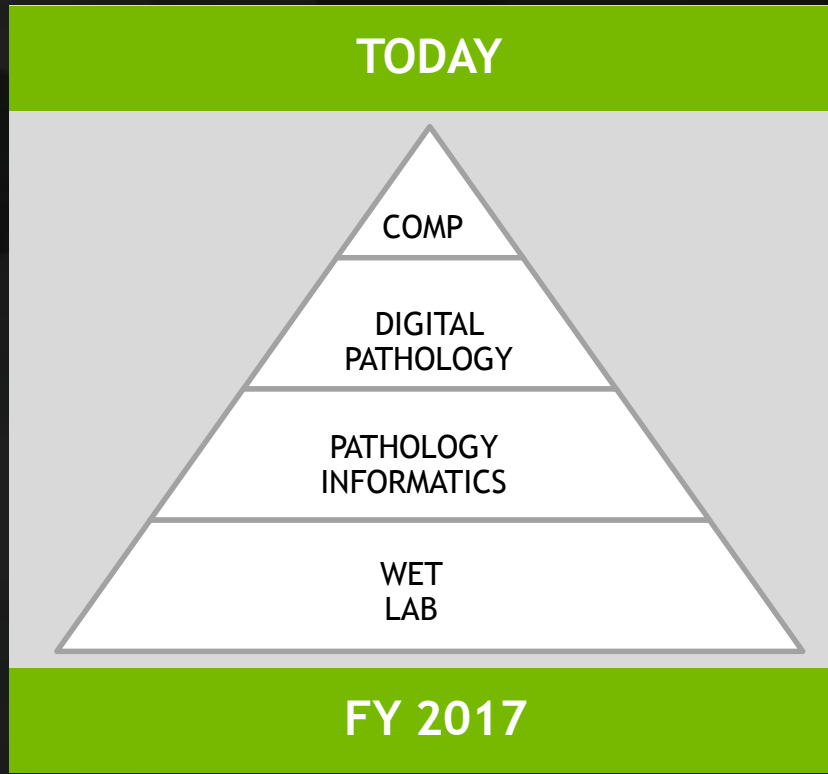 TODAY
COMP
DIGITAL
PATHOLOGY
PATHOLOGY
INFORMATICS
WET
LAB
FY 2017